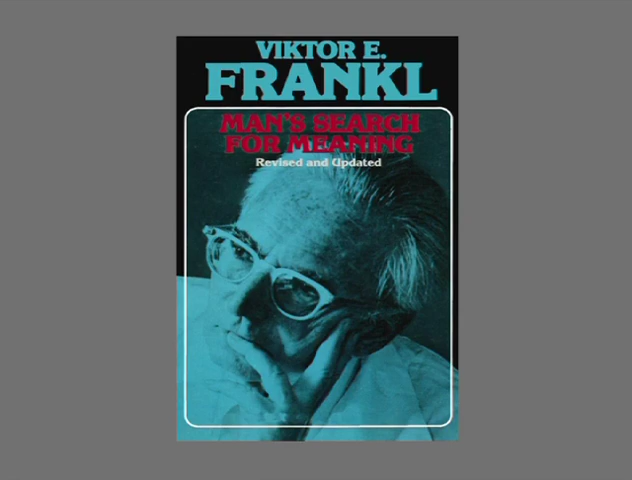 VIKTOR E.
FRANKL
MAN'S SEARCH
FOR MEANING
Revised and Updated